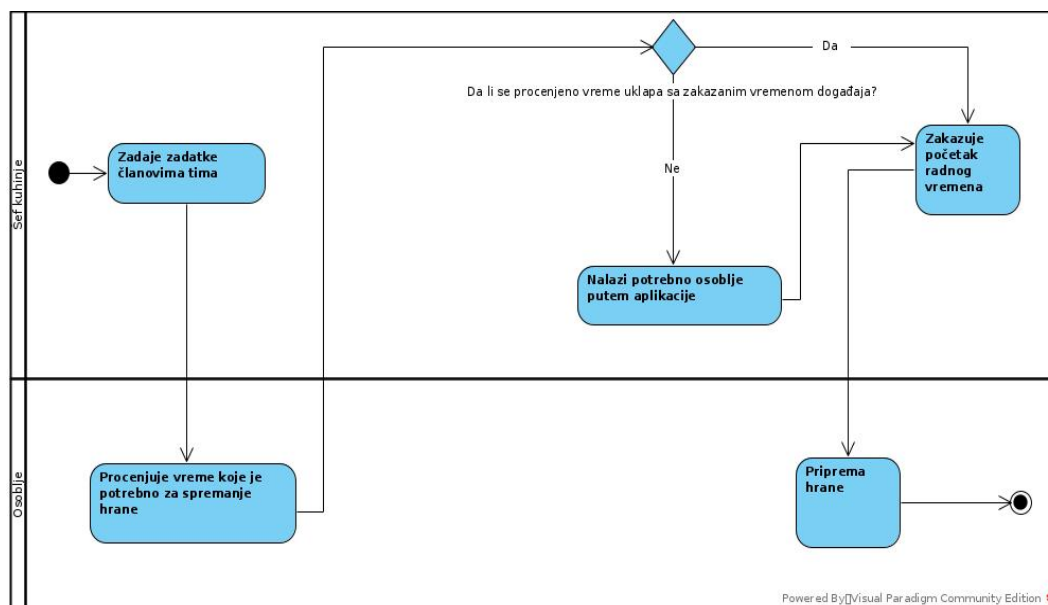 Šef kuhinje
Zadaje zadatke
članovima tima
Da
Da li se procenjeno vreme uklapa sa zakazanim vremenom događaja?
Ne
Zakazuje
početak
radnog
vremena
Nalazi potrebno osoblje
putem aplikacije
Osoblje
Procenjuje vreme koje je
potrebno za spremanje
hrane
Priprema
hrane
Powered By Visual Paradigm Community Edition